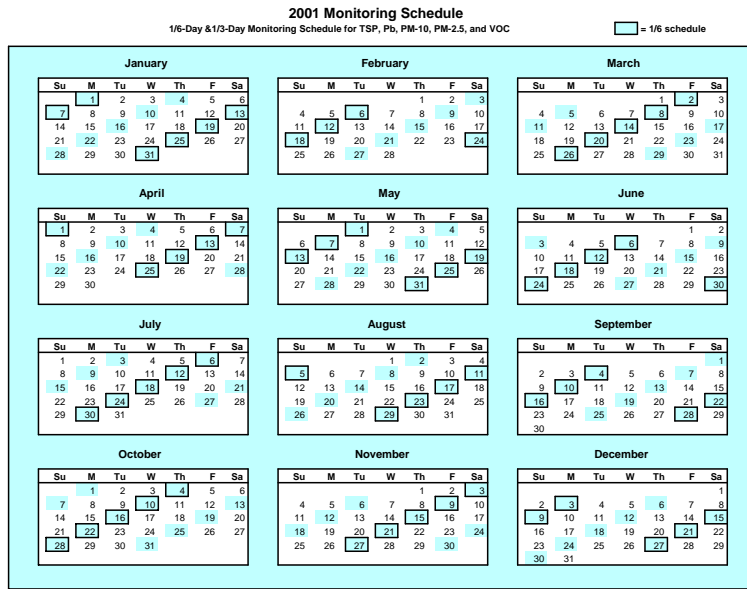 2001 Monitoring Schedule
1/6-Day &1/3-Day Monitoring Schedule for TSP, Pb, PM-10, PM-2.5, and VOC
= 1/6 schedule
January
Su M Tu W Th F Sa
1 2 3 4 5 6
7 8 9 10 11 12 13
14 15 16 17 18 19 20
21 22 23 24 25 26 27
28 29 30 31
February
Su M Tu W Th F Sa
1 2 3
4 5 6 7 8 9 10
11 12 13 14 15 16 17
18 19 20 21 22 23 24
25 26 27 28
March
Su M Tu W Th F Sa
1 2 3
4 5 6 7 8 9 10
11 12 13 14 15 16 17
18 19 20 21 22 23 24
25 26 27 28 29 30 31
April
Su M Tu W Th F Sa
1 2 3 4 5 6 7
8 9 10 11 12 13 14
15 16 17 18 19 20 21
22 23 24 25 26 27 28
29 30
May
Su M Tu W Th F Sa
1 2 3 4 5
6 7 8 9 10 11 12
13 14 15 16 17 18 19
20 21 22 23 24 25 26
27 28 29 30 31
June
Su M Tu W Th F Sa
1 2
3 4 5 6 7 8 9
10 11 12 13 14 15 16
17 18 19 20 21 22 23
24 25 26 27 28 29 30
July
Su M Tu W Th F Sa
1 2 3 4 5 6 7
8 9 10 11 12 13 14
15 16 17 18 19 20 21
22 23 24 25 26 27 28
29 30 31
August
Su M Tu W Th F Sa
1 2 3 4
5 6 7 8 9 10 11
12 13 14 15 16 17 18
19 20 21 22 23 24 25
26 27 28 29 30 31
September
Su M Tu W Th F Sa
1
2 3 4 5 6 7 8
9 10 11 12 13 14 15
16 17 18 19 20 21 22
23 24 25 26 27 28 29
30
October
Su M Tu W Th F Sa
1 2 3 4 5 6
7 8 9 10 11 12 13
14 15 16 17 18 19 20
21 22 23 24 25 26 27
28 29 30 31
November
Su M Tu W Th F Sa
1 2 3
4 5 6 7 8 9 10
11 12 13 14 15 16 17
18 19 20 21 22 23 24
25 26 27 28 29 30
December
Su M Tu W Th F Sa
1
2 3 4 5 6 7 8
9 10 11 12 13 14 15
16 17 18 19 20 21 22
23 24 25 26 27 28 29
30 31